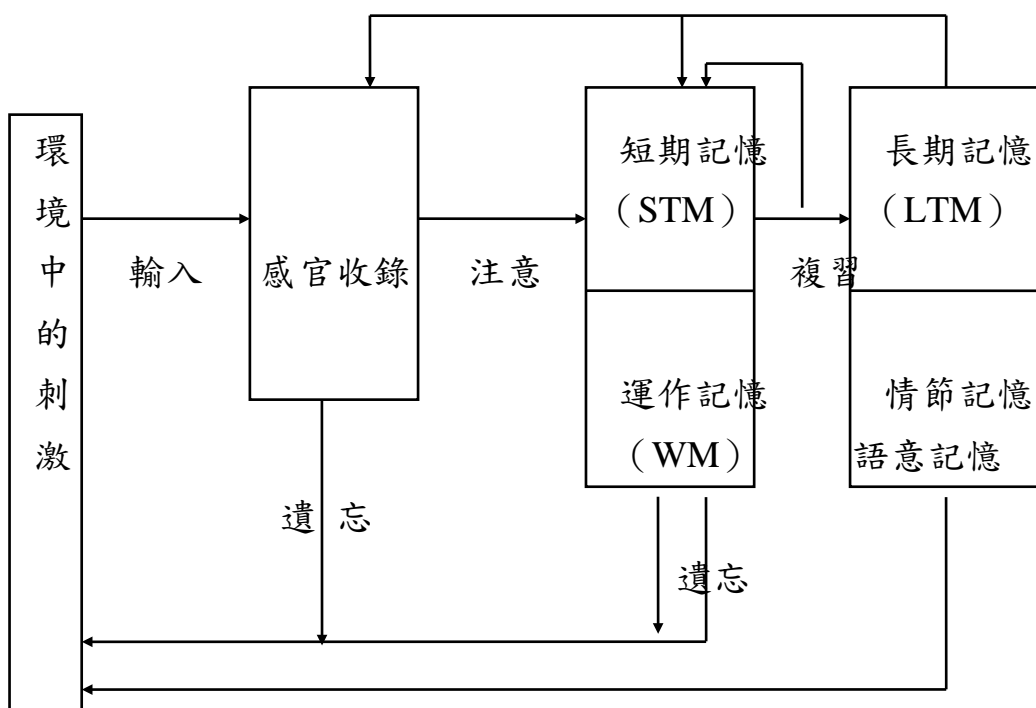 環境中的刺激
輸入
感官收錄
注意
短期記憶
（STM）
運作記憶
（WM）
複習
長期記憶
（LTM）
情節記憶
語意記憶
遺忘
遺忘